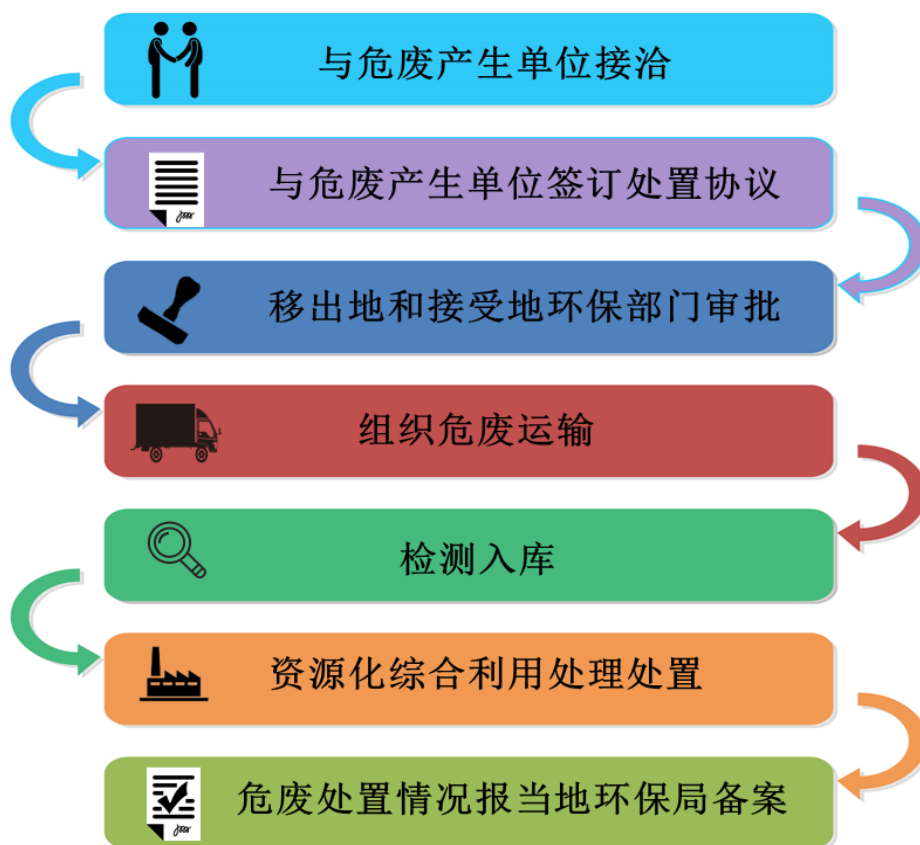 与危废产生单位接洽
与危废产生单位签订处置协议
移出地和接受地环保部门审批
组织危废运输
检测入库
资源化综合利用处理处置
危废处置情况报当地环保局备案